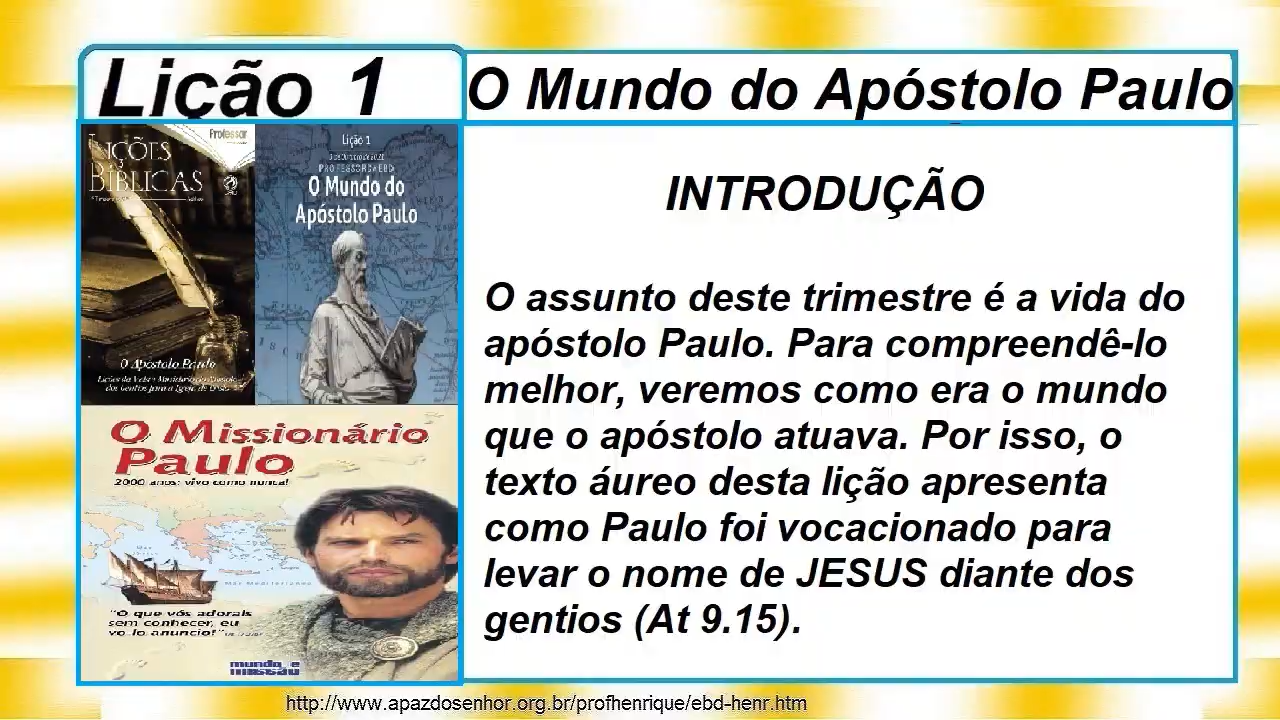 Lição 1
O Mundo do Apóstolo Paulo
Professor
LIÇÕES
BÍBLICAS
O Apóstolo Paulo
Lição 1
O Mundo do
Apóstolo Paulo
O MISSIONÁRIO
PAULO
2000 anos: vivo como nunca!
"O que vós adorais
sem conhecer, eu
vo-lo anuncio!"
mundo e
missão
INTRODUÇÃO
O assunto deste trimestre é a vida do
apóstolo Paulo. Para compreendê-lo
melhor, veremos como era o mundo
que o apóstolo atuava. Por isso, o
texto áureo desta lição apresenta
como Paulo foi vocacionado para
levar o nome de JESUS diante dos
gentios (At 9.15).
http://www.apazdosenhor.org.br/profhenrique/ebd-henr.htm